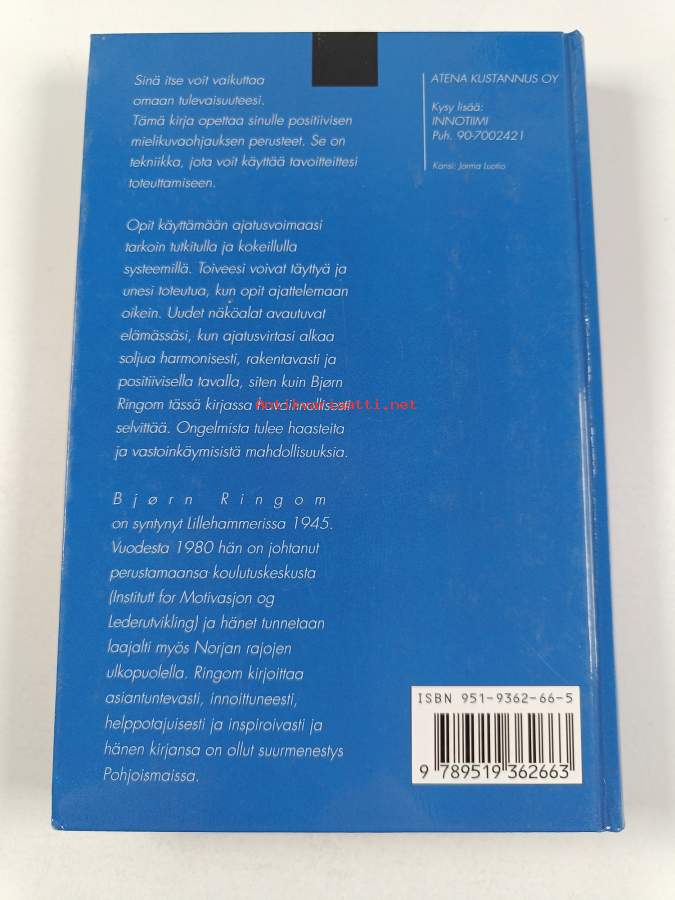 Sinä itse voit vaikuttaa
omaan tulevaisuuteesi.
Tämä kirja opettaa sinulle positiivisen
mielikuvaohjauksen perusteet. Se on
tekniikka, jota voit käyttää tavoitteittesi
toteuttamiseen.
Opit käyttämään ajatusvoimaasi
tarkoin tutkitulla ja kokeillulla
systeemillä. Toiveesi voivat täyttyä ja
unesi toteutua, kun opit ajattelemaan
oikein. Uudet näköalat avautuvat
elämässäsi, kun ajatusvirtasi alkaa
soljua harmonisesti, rakentavasti ja
positiivisella tavalla, siten kuin Bjørn
Ringom tässä kirjassa havainnollisesti
selvittää. Ongelmista tulee haasteita
ja vastoinkäymisistä mahdollisuuksia.
Bjørn Ringom
on syntynyt Lillehammerissa 1945.
Vuodesta 1980 hän on johtanut
perustamaansa koulutuskeskusta
(Institutt for Motivasjon og
Lederutvikling) ja hänet tunnetaan
laajalti myös Norjan rajojen
ulkopuolella. Ringom kirjoittaa
asiantuntevasti, innoittuneesti,
helppotajuisesti ja inspiroivasti ja
hänen kirjansa on ollut suurmenestys
Pohjoismaissa.
ATENA KUSTANNUS OY
Kysy lisää:
INNOTIIMI
Puh. 90-7002421
Kansi: Jorma Luotio
Antikvariaatti.net
ISBN 951-9362-66-5
9 789519 362663